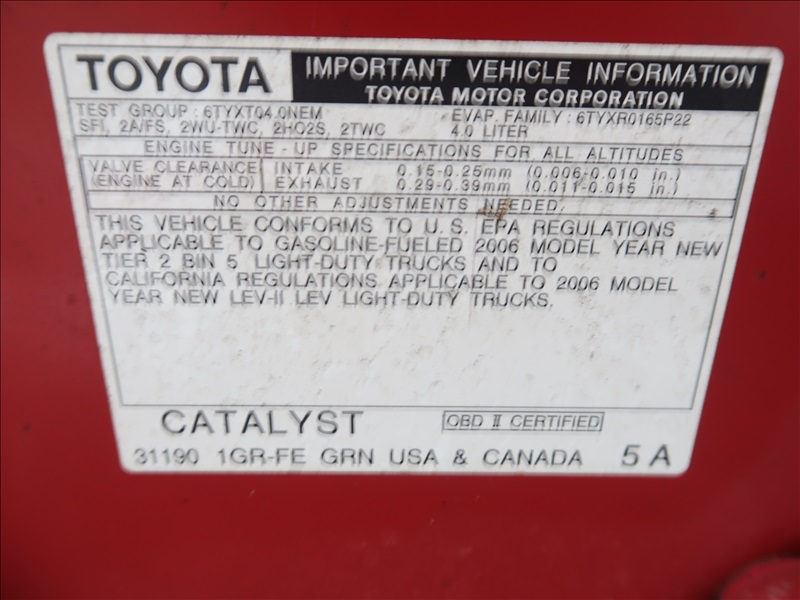 TOYOTA
IMPORTANT VEHICLE INFORMATION
TOYOTA MOTOR CORPORATION
TEST GROUP : 6TYXT04.0NEM EVAP. FAMILY : 6TYXR0165P22
SFI, 2A/FS, 2WU-TWC, 2HO2S, 2TWC 4.0 LITER
ENGINE TUNE-UP SPECIFICATIONS FOR ALL ALTITUDES
VALVE CLEARANCE INTAKE 0.15-0.25mm (0.006-0.010 in.)
(ENGINE AT COLD) EXHAUST 0.29-0.39mm (0.011-0.015 in.)
NO OTHER ADJUSTMENTS NEEDED.
THIS VEHICLE CONFORMS TO U.S. EPA REGULATIONS
APPLICABLE TO GASOLINE-FUELED 2006 MODEL YEAR NEW
TIER 2 BIN 5 LIGHT-DUTY TRUCKS AND TO
CALIFORNIA REGULATIONS APPLICABLE TO 2006 MODEL
YEAR NEW LEV-II LEV LIGHT-DUTY TRUCKS.
CATALYST OBD II CERTIFIED
31190 1GR-FE GRN USA & CANADA 5A